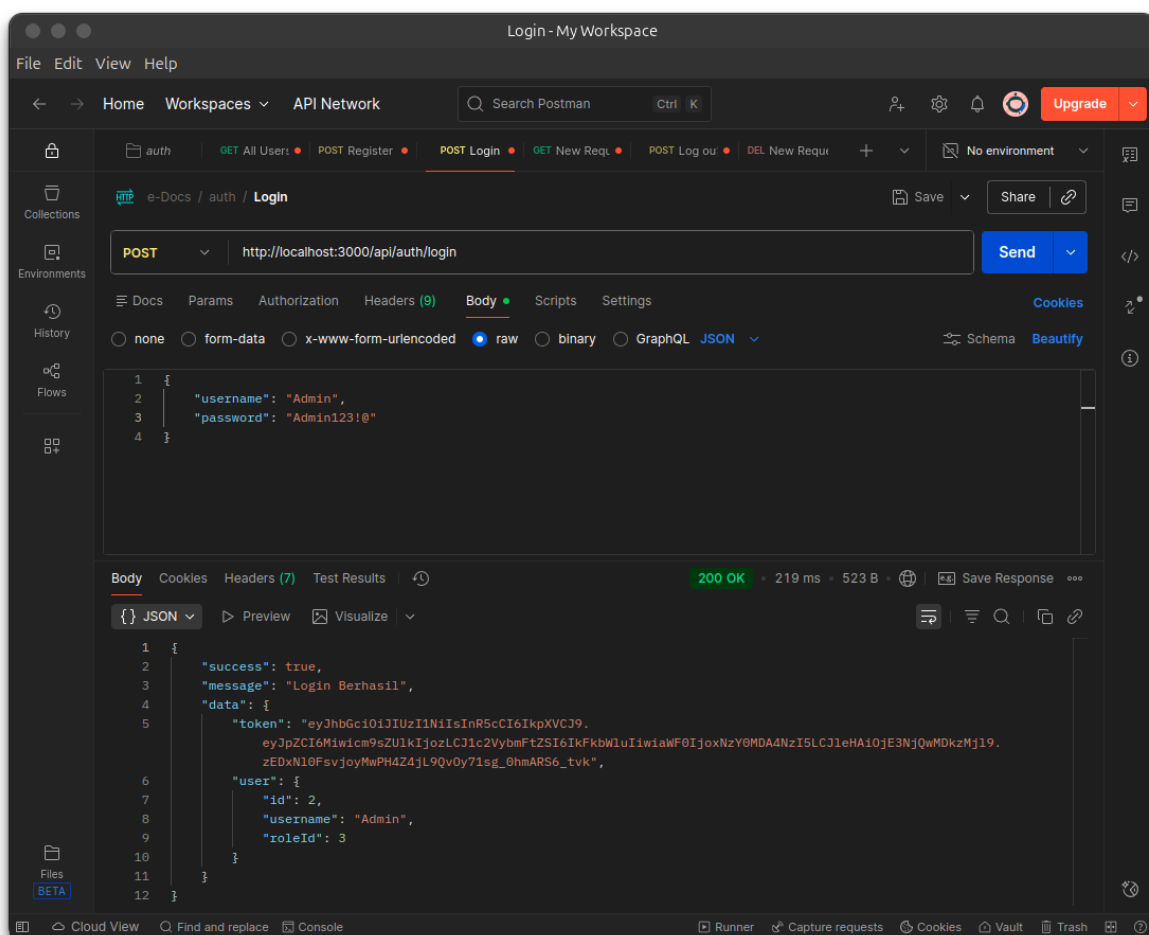 Login - My Workspace
File Edit View Help
Home Workspaces API Network Search Postman Ctrl K Upgrade
auth GET All Users POST Register POST Login GET New Requ POST Log ou DEL New Reque No environment
Collections
Environments
History
Flows
Files
BETA
HTTP e-Docs / auth / Login Save Share
POST http://localhost:3000/api/auth/login Send
Docs Params Authorization Headers (9) Body Scripts Settings Cookies
none form-data x-www-form-urlencoded raw binary GraphQL JSON Schema Beautify
1 {
2 "username": "Admin",
3 "password": "Admin123!@"
4 }
Body Cookies Headers (7) Test Results 200 OK 219 ms 523 B e.g. Save Response
{} JSON Preview Visualize
1 {
2 "success": true,
3 "message": "Login Berhasil",
4 "data": {
5 "token": "eyJhbGciOiJIUzI1NiIsInR5cCI6IkpXVCJ9.
eyJpZCI6Miwicm9sZUlkIjozLCJ1c2VybmFtZSI6IkFkbWluIiwiaWF0IjoxNzY0MDA4NzI5LCJleHAiOjE3NjQwMDkzMjl9.
zEDxNl0FsvjoyMwPH4Z4jL9QvOy71sg_0hmARS6_tvk",
6 "user": {
7 "id": 2,
8 "username": "Admin",
9 "roleId": 3
10 }
11 }
12 }
Cloud View Find and replace Console Runner Capture requests Cookies Vault Trash